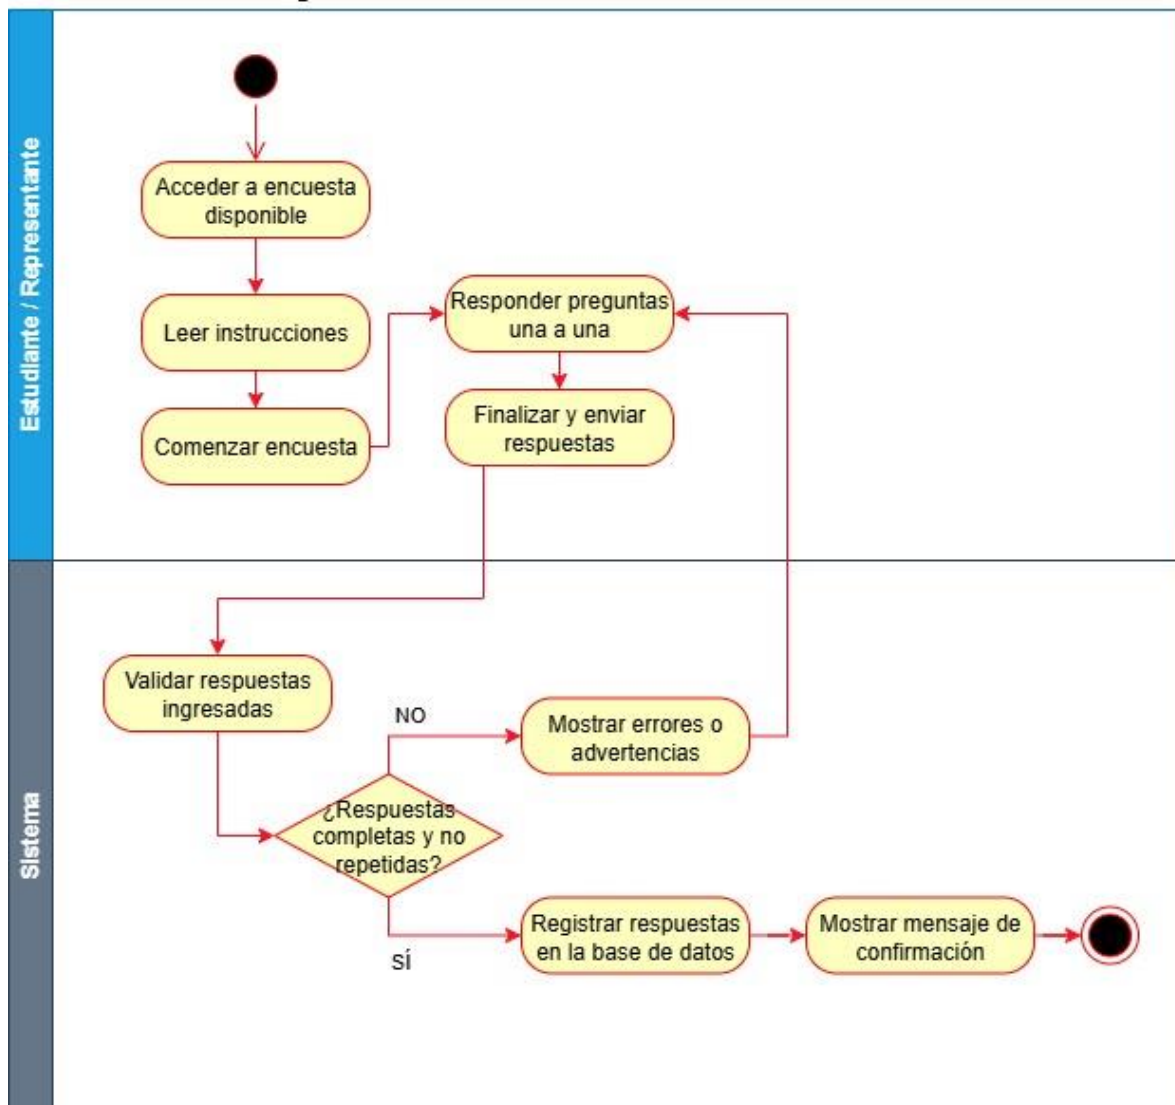 Estudiante / Representante
Acceder a encuesta
disponible
Leer instrucciones
Comenzar encuesta
Responder preguntas
una a una
Finalizar y enviar
respuestas
Sistema
Validar respuestas
ingresadas
NO
Mostrar errores o
advertencias
¿Respuestas
completas y no
repetidas?
SÍ
Registrar respuestas
en la base de datos
Mostrar mensaje de
confirmación